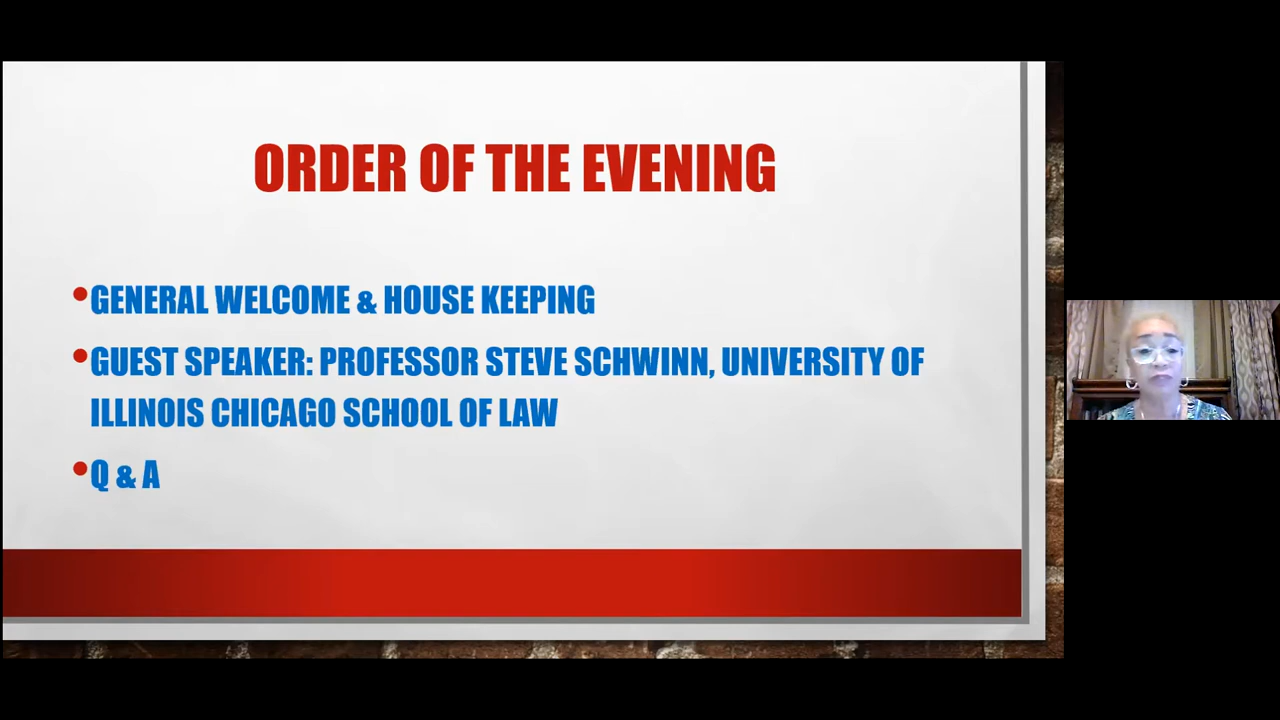 ORDER OF THE EVENING
•GENERAL WELCOME & HOUSE KEEPING
•GUEST SPEAKER: PROFESSOR STEVE SCHWINN, UNIVERSITY OF
ILLINOIS CHICAGO SCHOOL OF LAW
•Q & A